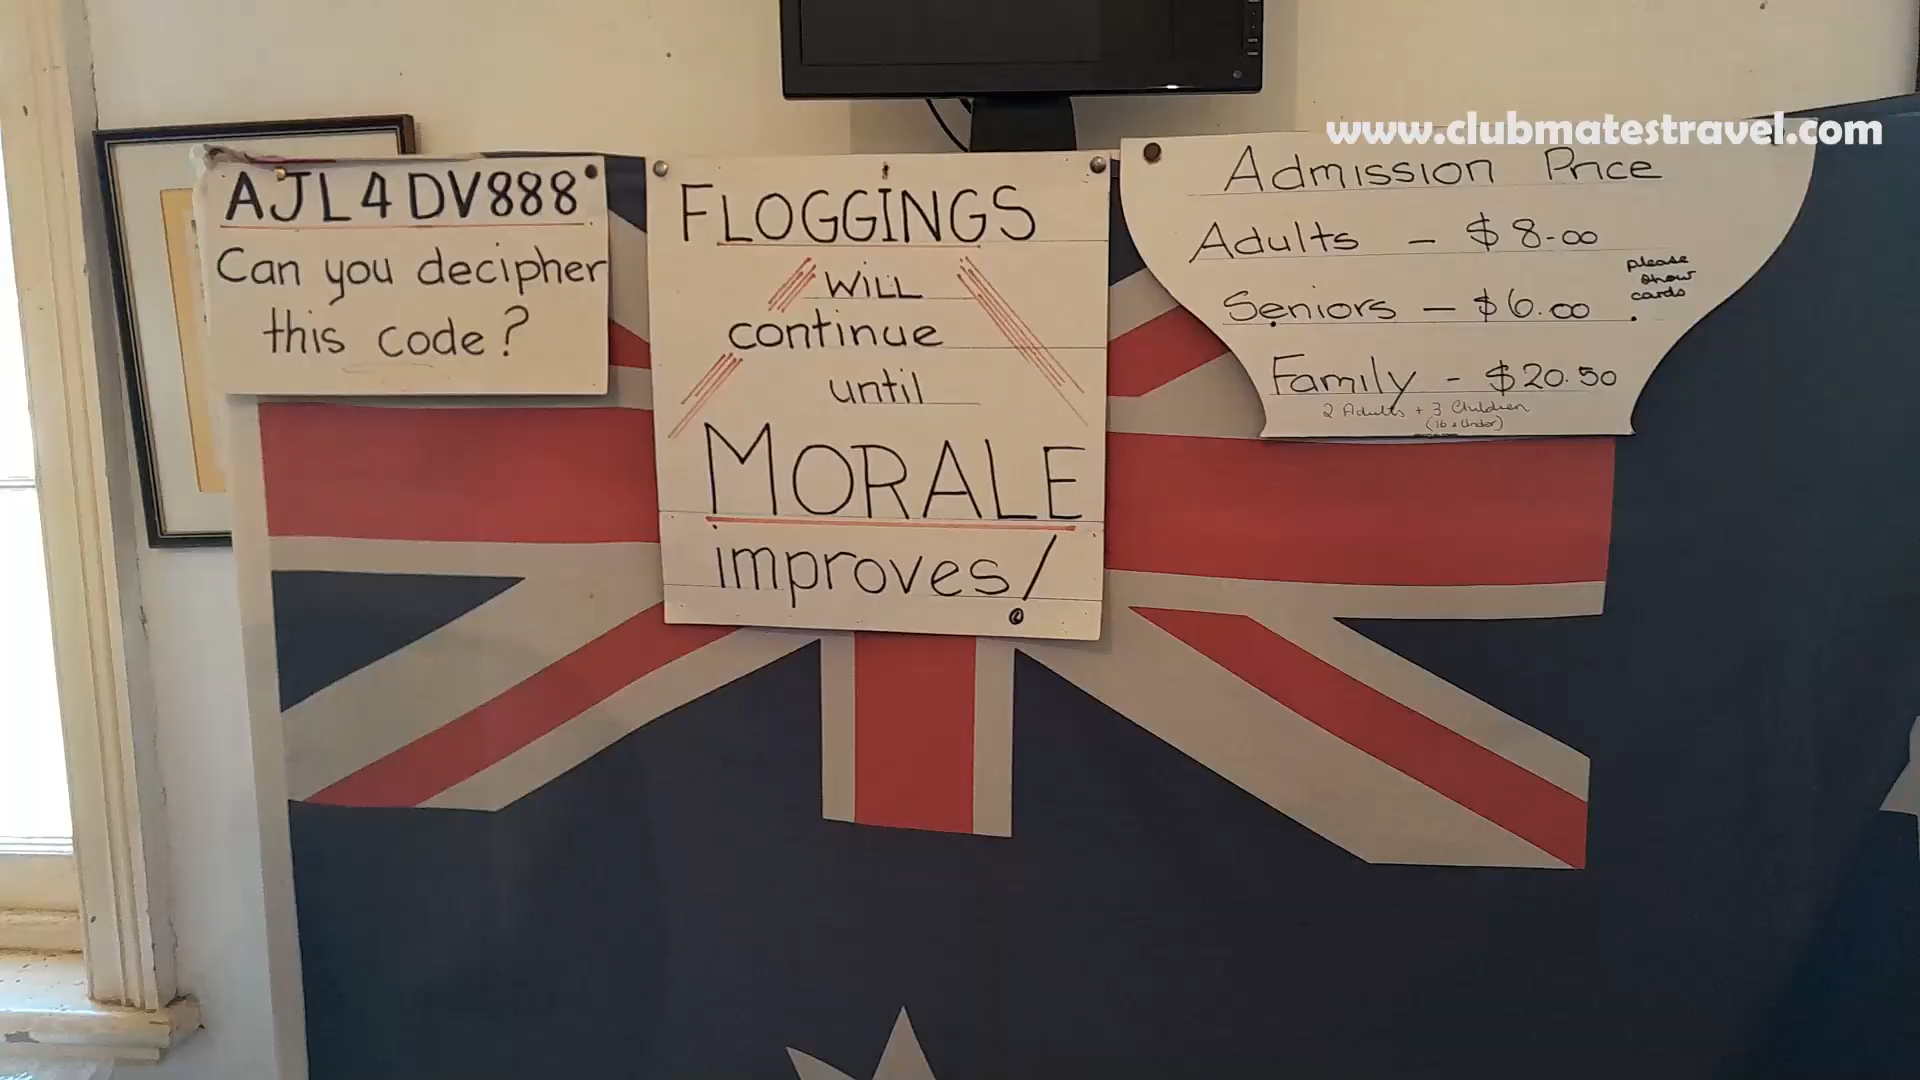 www.clubmatestravel.com
AJL4DV888
Can you decipher
this code?
FLOGGINGS
WILL
continue
until
MORALE
improves!
Admission Price
Adults - $8-00
Seniors - $6.00
please
show
cards
Family - $20.50
2 Adults + 3 Children
(16 & Under)